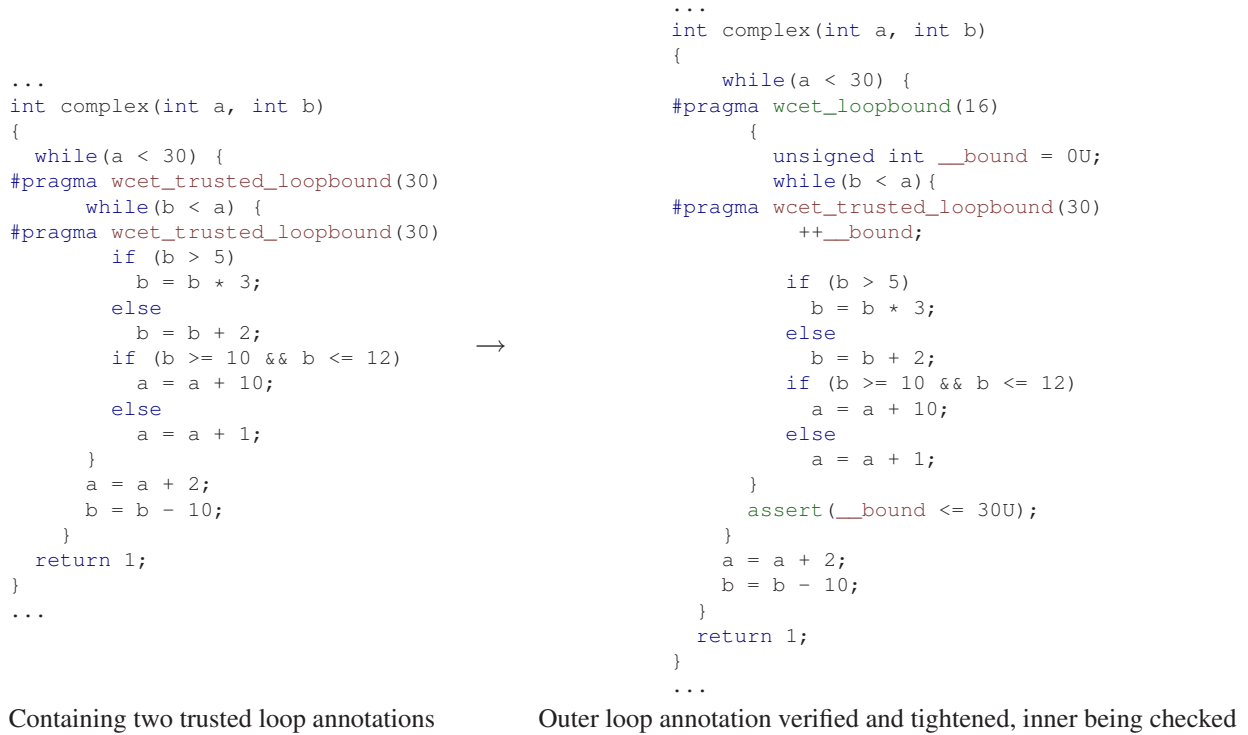 ...
int complex(int a, int b)
{
  while(a < 30) {
#pragma wcet_trusted_loopbound(30)
      while(b < a) {
#pragma wcet_trusted_loopbound(30)
        if (b > 5)
          b = b * 3;
        else
          b = b + 2;
        if (b >= 10 && b <= 12)
          a = a + 10;
        else
          a = a + 1;
      }
      a = a + 2;
      b = b - 10;
    }
  return 1;
}
...
Containing two trusted loop annotations
→
...
int complex(int a, int b)
{
    while(a < 30) {
#pragma wcet_loopbound(16)
      {
        unsigned int __bound = 0U;
        while(b < a){
#pragma wcet_trusted_loopbound(30)
          ++__bound;
         if (b > 5)
           b = b * 3;
         else
           b = b + 2;
         if (b >= 10 && b <= 12)
           a = a + 10;
         else
           a = a + 1;
      }
      assert(__bound <= 30U);
    }
    a = a + 2;
    b = b - 10;
  }
  return 1;
}
...
Outer loop annotation verified and tightened, inner being checked